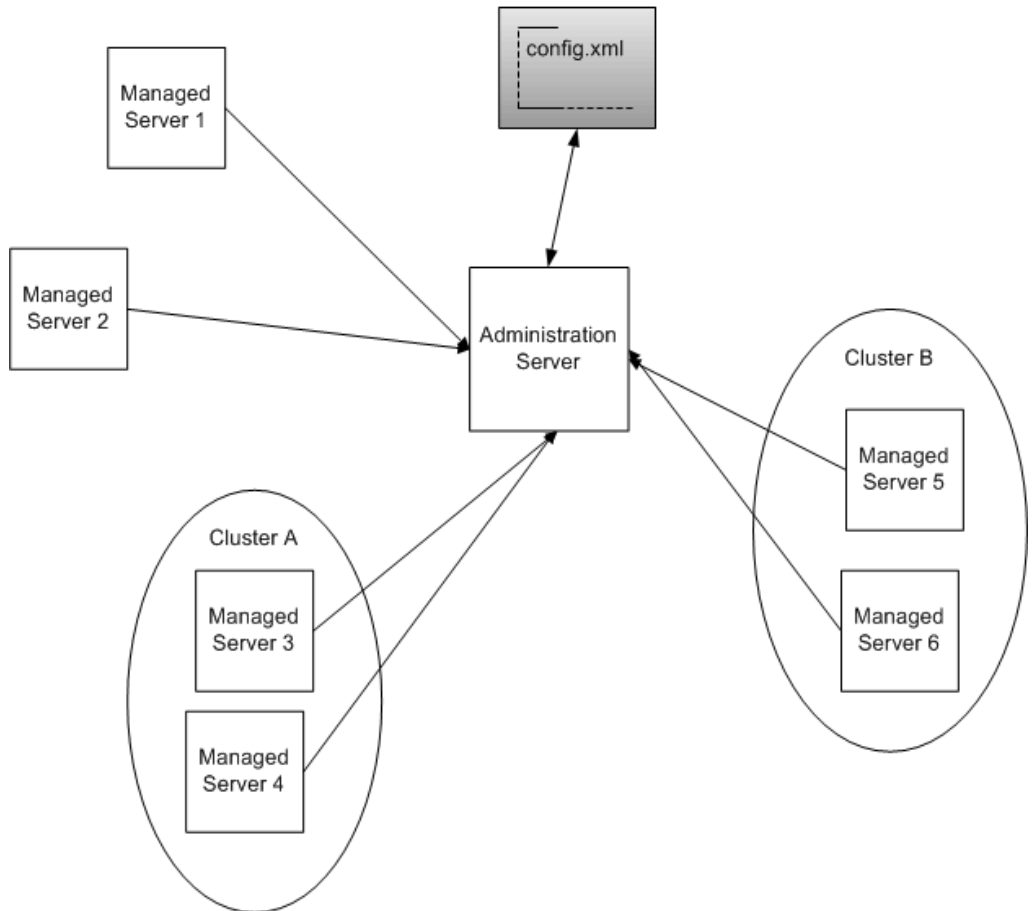 config.xml
Managed
Server 1
Managed
Server 2
Administration
Server
Cluster B
Managed
Server 5
Cluster A
Managed
Server 3
Managed
Server 6
Managed
Server 4